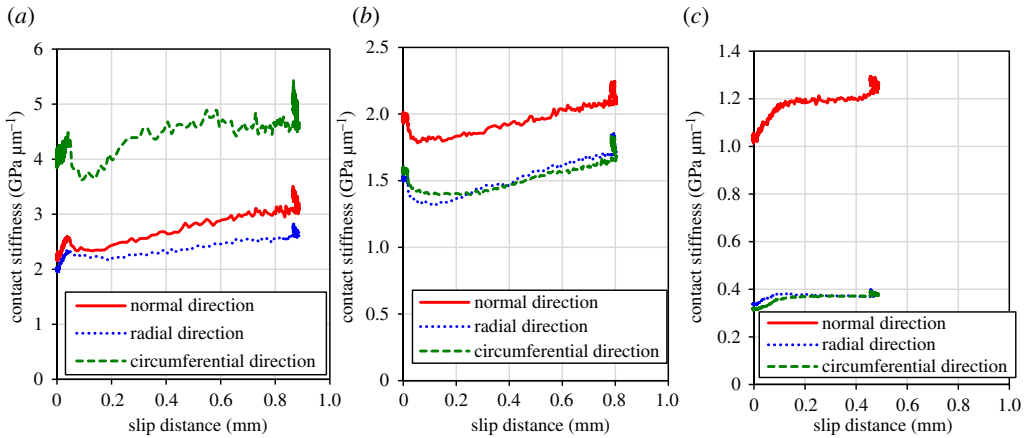 (a)
6
5
4
3
2
1
0
contact stiffness (GPa µm⁻¹)
normal direction
radial direction
circumferential direction
0 0.2 0.4 0.6 0.8 1.0
slip distance (mm)
(b)
2.5
2.0
1.5
1.0
0.5
0
contact stiffness (GPa µm⁻¹)
normal direction
radial direction
circumferential direction
0 0.2 0.4 0.6 0.8 1.0
slip distance (mm)
(c)
1.4
1.2
1.0
0.8
0.6
0.4
0.2
0
contact stiffness (GPa µm⁻¹)
normal direction
radial direction
circumferential direction
0 0.2 0.4 0.6 0.8 1.0
slip distance (mm)